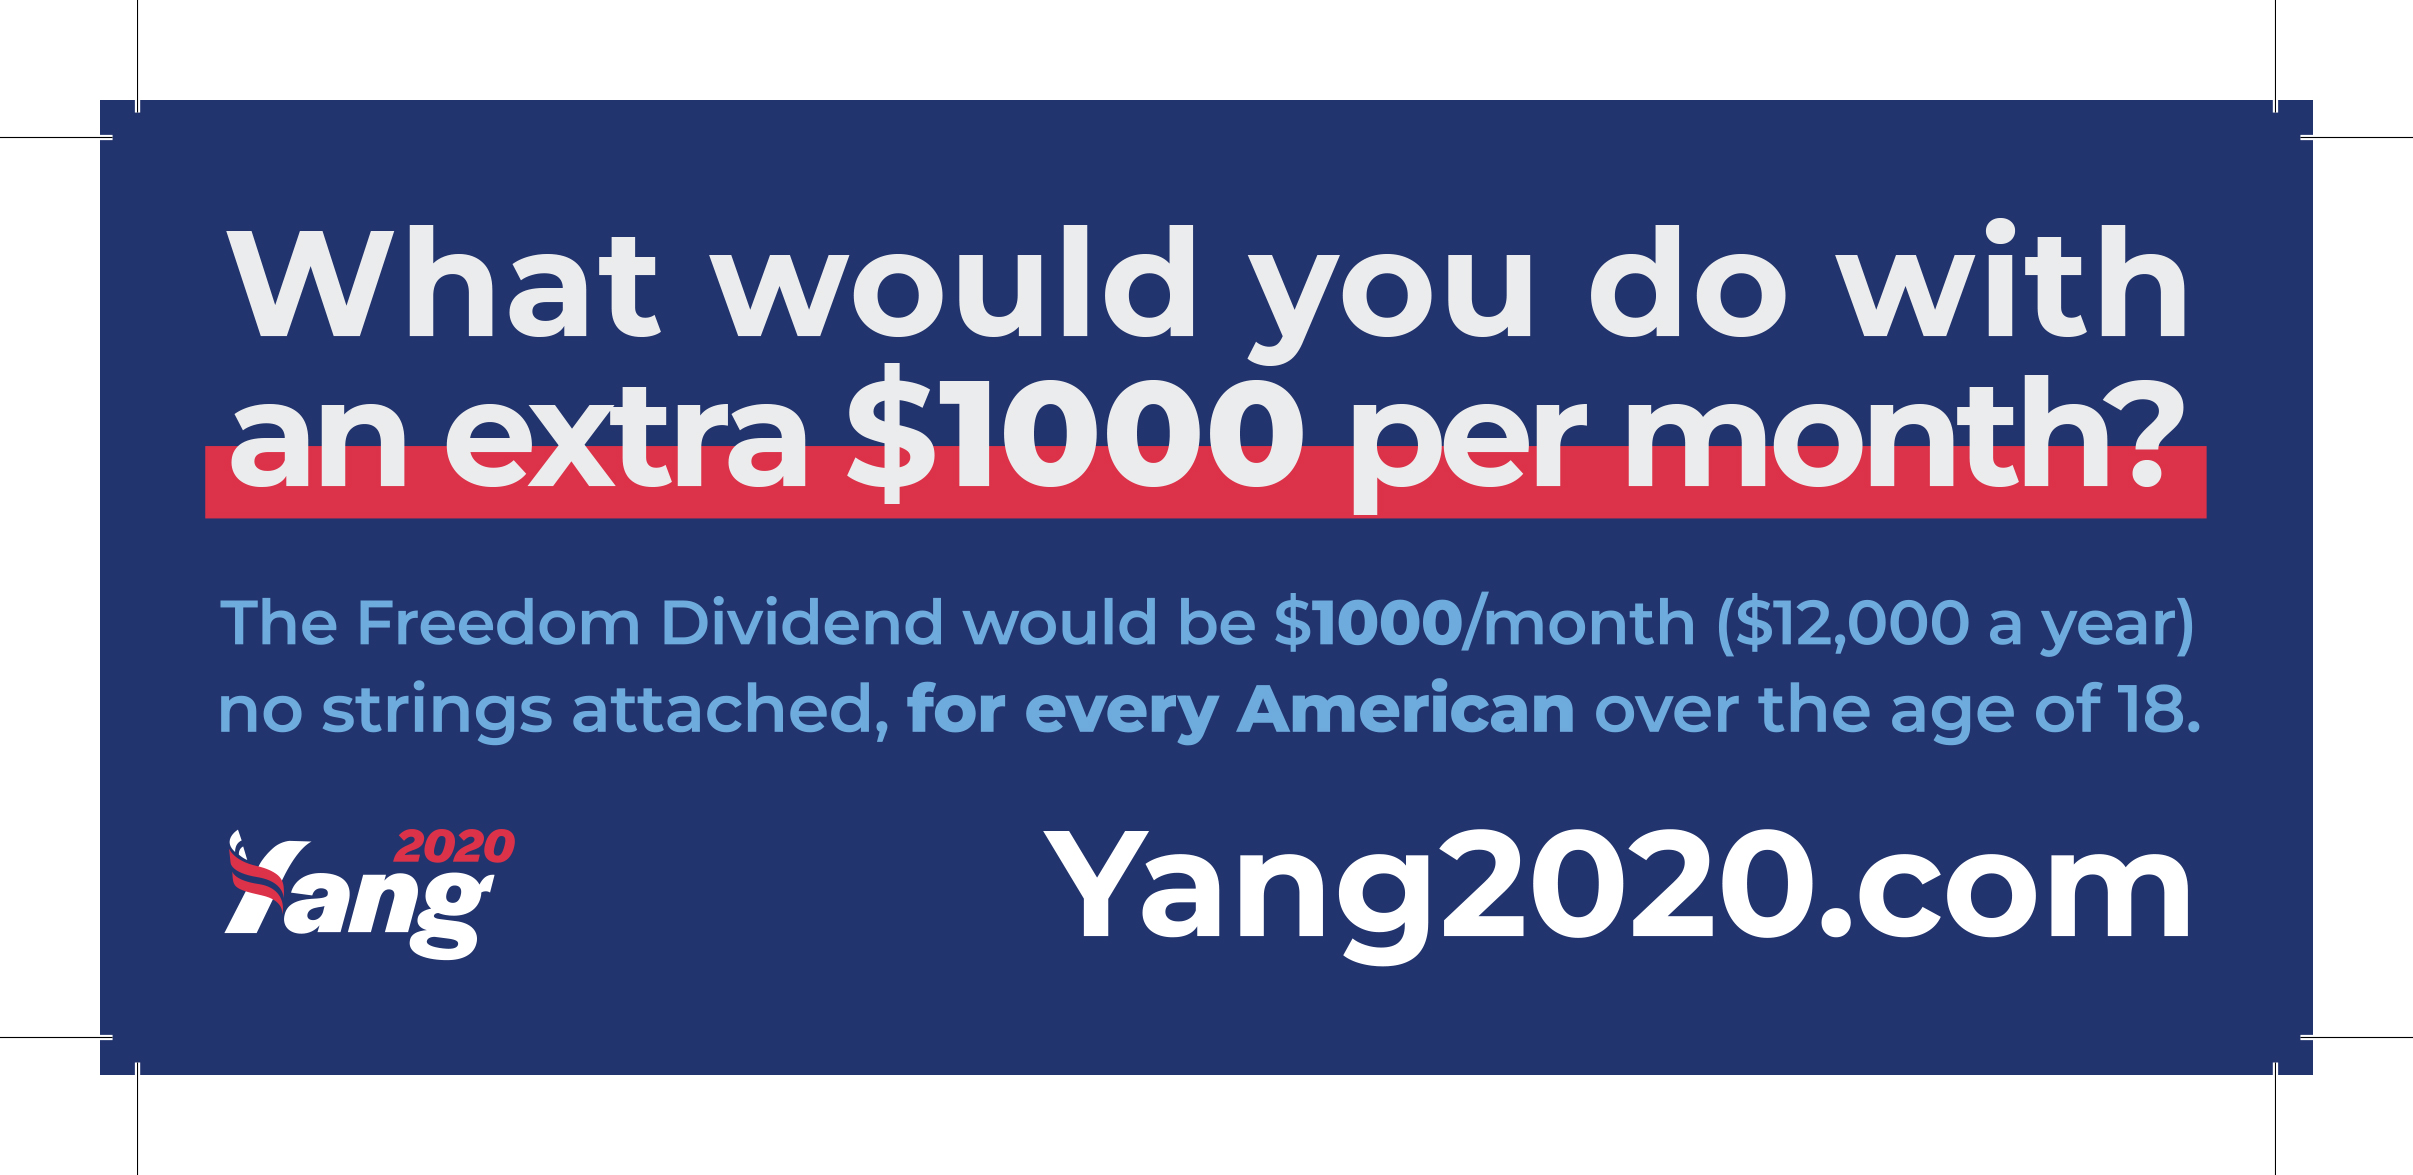 What would you do with
an extra $1000 per month?
The Freedom Dividend would be $1000/month ($12,000 a year)
no strings attached, for every American over the age of 18.
Yang 2020
Yang2020.com